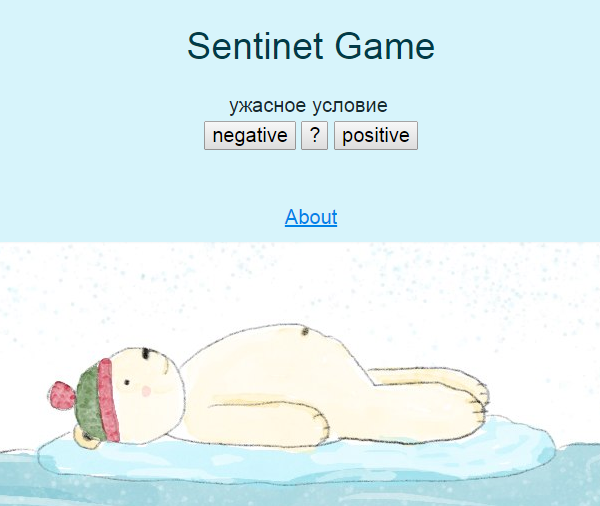 Sentinet Game
ужасное условие
negative ? positive
About